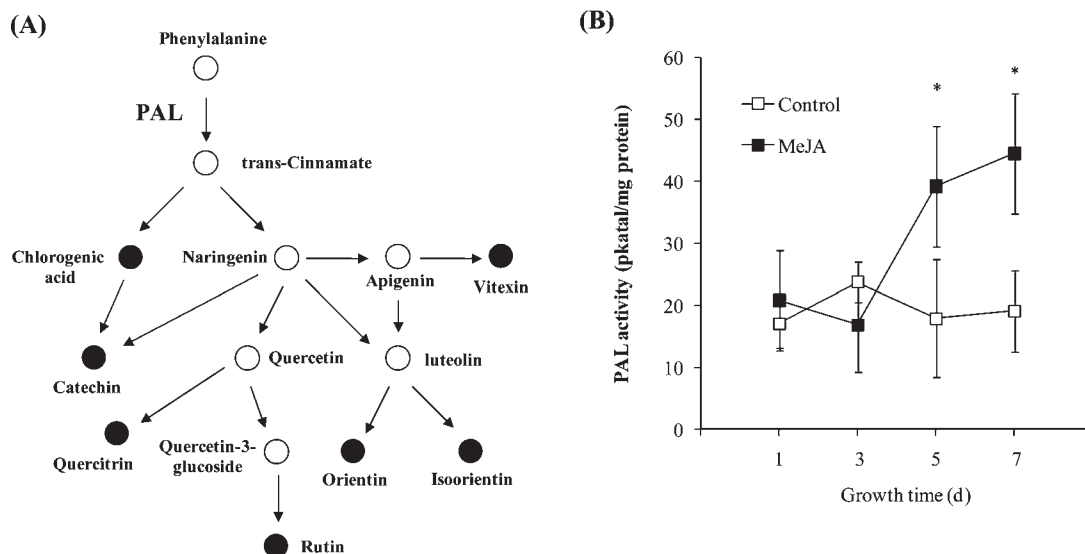 (A)
Phenylalanine
PAL
trans-Cinnamate
Chlorogenic
acid
Naringenin
Apigenin
Vitexin
Catechin
Quercetin
luteolin
Quercitrin
Quercetin-3-
glucoside
Orientin
Isoorientin
Rutin
(B)
60
50
40
30
20
10
0
PAL activity (pkatal/mg protein)
Control
MeJA
*
*
1 3 5 7
Growth time (d)